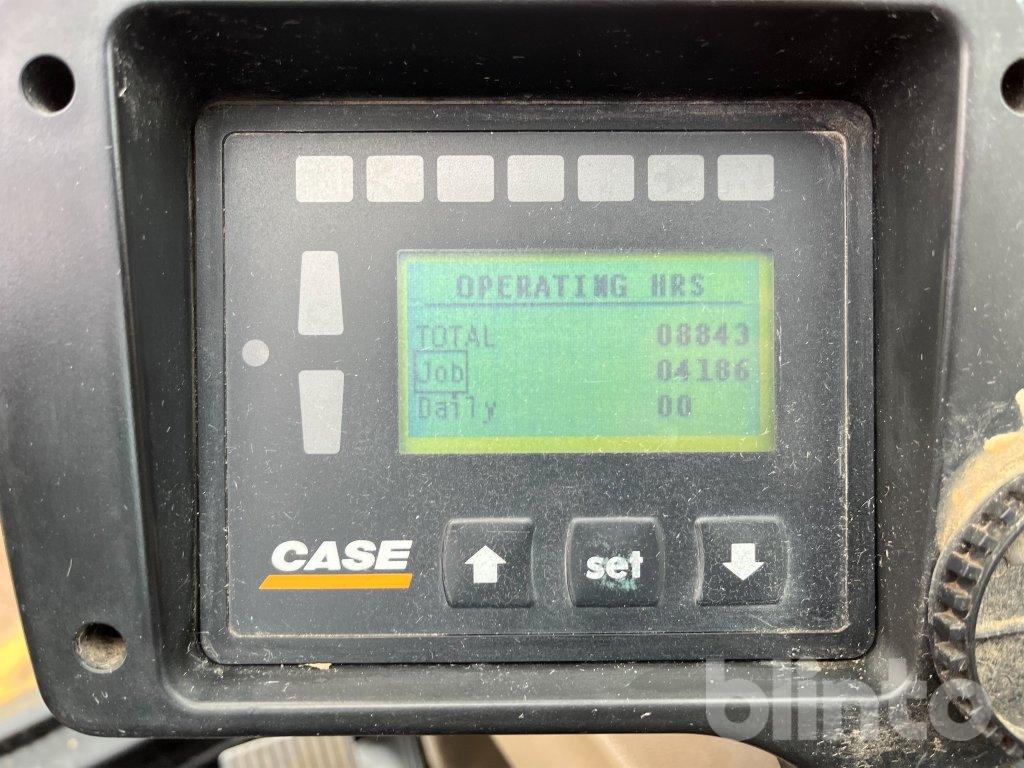 OPERATING HRS
TOTAL 08843
Job 04186
Daily 00
CASE
set
blinto